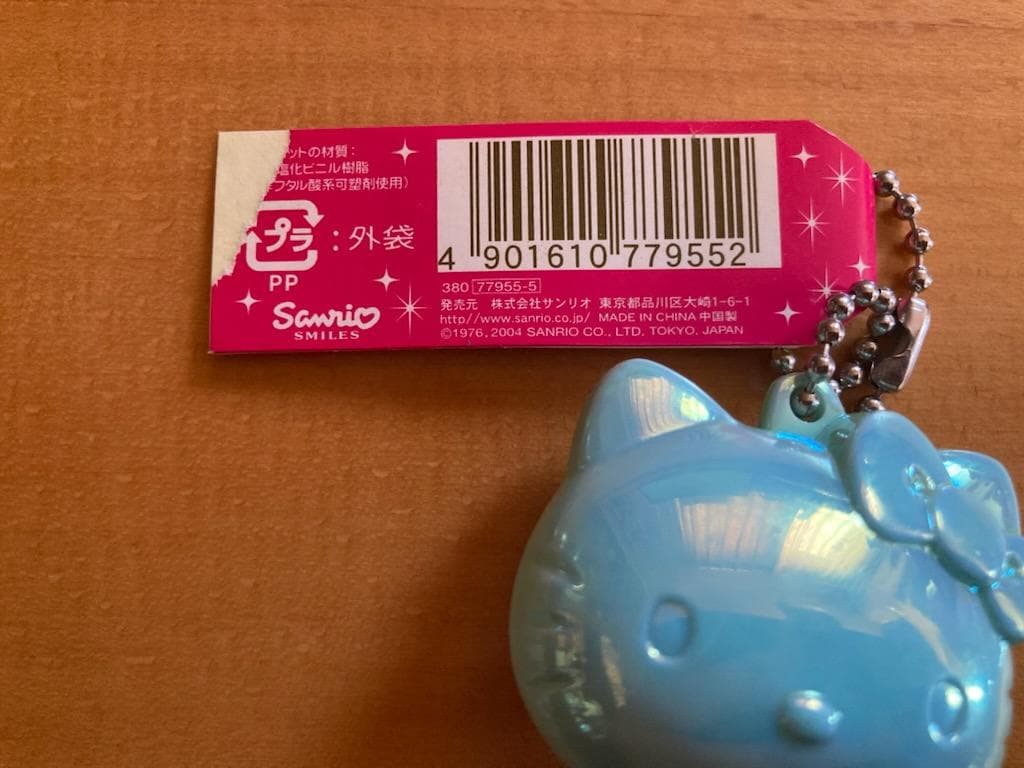 ットの材質：
塩化ビニル樹脂
フタル酸系可塑剤使用）
プラ：外袋
PP
Sanrio
SMILES
4 901610 779552
380 77955-5
発売元 株式会社サンリオ 東京都品川区大崎1-6-1
http://www.sanrio.co.jp/ MADE IN CHINA 中国製
©1976, 2004 SANRIO CO., LTD. TOKYO, JAPAN